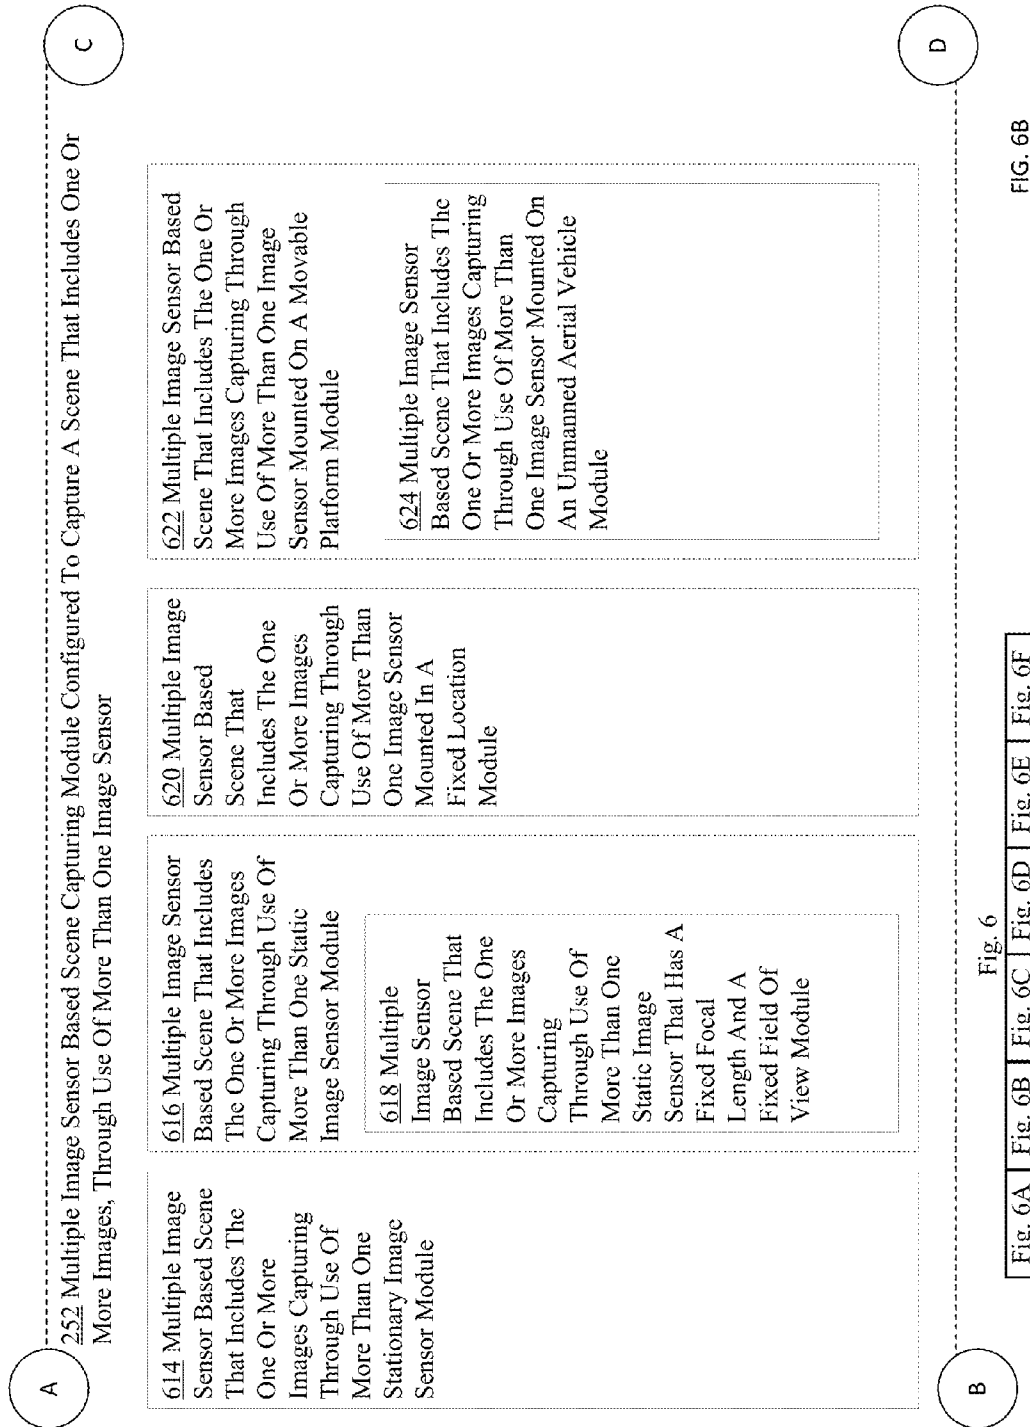 A
C
252 Multiple Image Sensor Based Scene Capturing Module Configured To Capture A Scene That Includes One Or
More Images, Through Use Of More Than One Image Sensor
614 Multiple Image
Sensor Based Scene
That Includes The
One Or More
Images Capturing
Through Use Of
More Than One
Stationary Image
Sensor Module
616 Multiple Image Sensor
Based Scene That Includes
The One Or More Images
Capturing Through Use Of
More Than One Static
Image Sensor Module
618 Multiple
Image Sensor
Based Scene That
Includes The One
Or More Images
Capturing
Through Use Of
More Than One
Static Image
Sensor That Has A
Fixed Focal
Length And A
Fixed Field Of
View Module
620 Multiple Image
Sensor Based
Scene That
Includes The One
Or More Images
Capturing Through
Use Of More Than
One Image Sensor
Mounted In A
Fixed Location
Module
622 Multiple Image Sensor Based
Scene That Includes The One Or
More Images Capturing Through
Use Of More Than One Image
Sensor Mounted On A Movable
Platform Module
624 Multiple Image Sensor
Based Scene That Includes The
One Or More Images Capturing
Through Use Of More Than
One Image Sensor Mounted On
An Unmanned Aerial Vehicle
Module
B
D
Fig. 6
Fig. 6A Fig. 6B Fig. 6C Fig. 6D Fig. 6E Fig. 6F
FIG. 6B